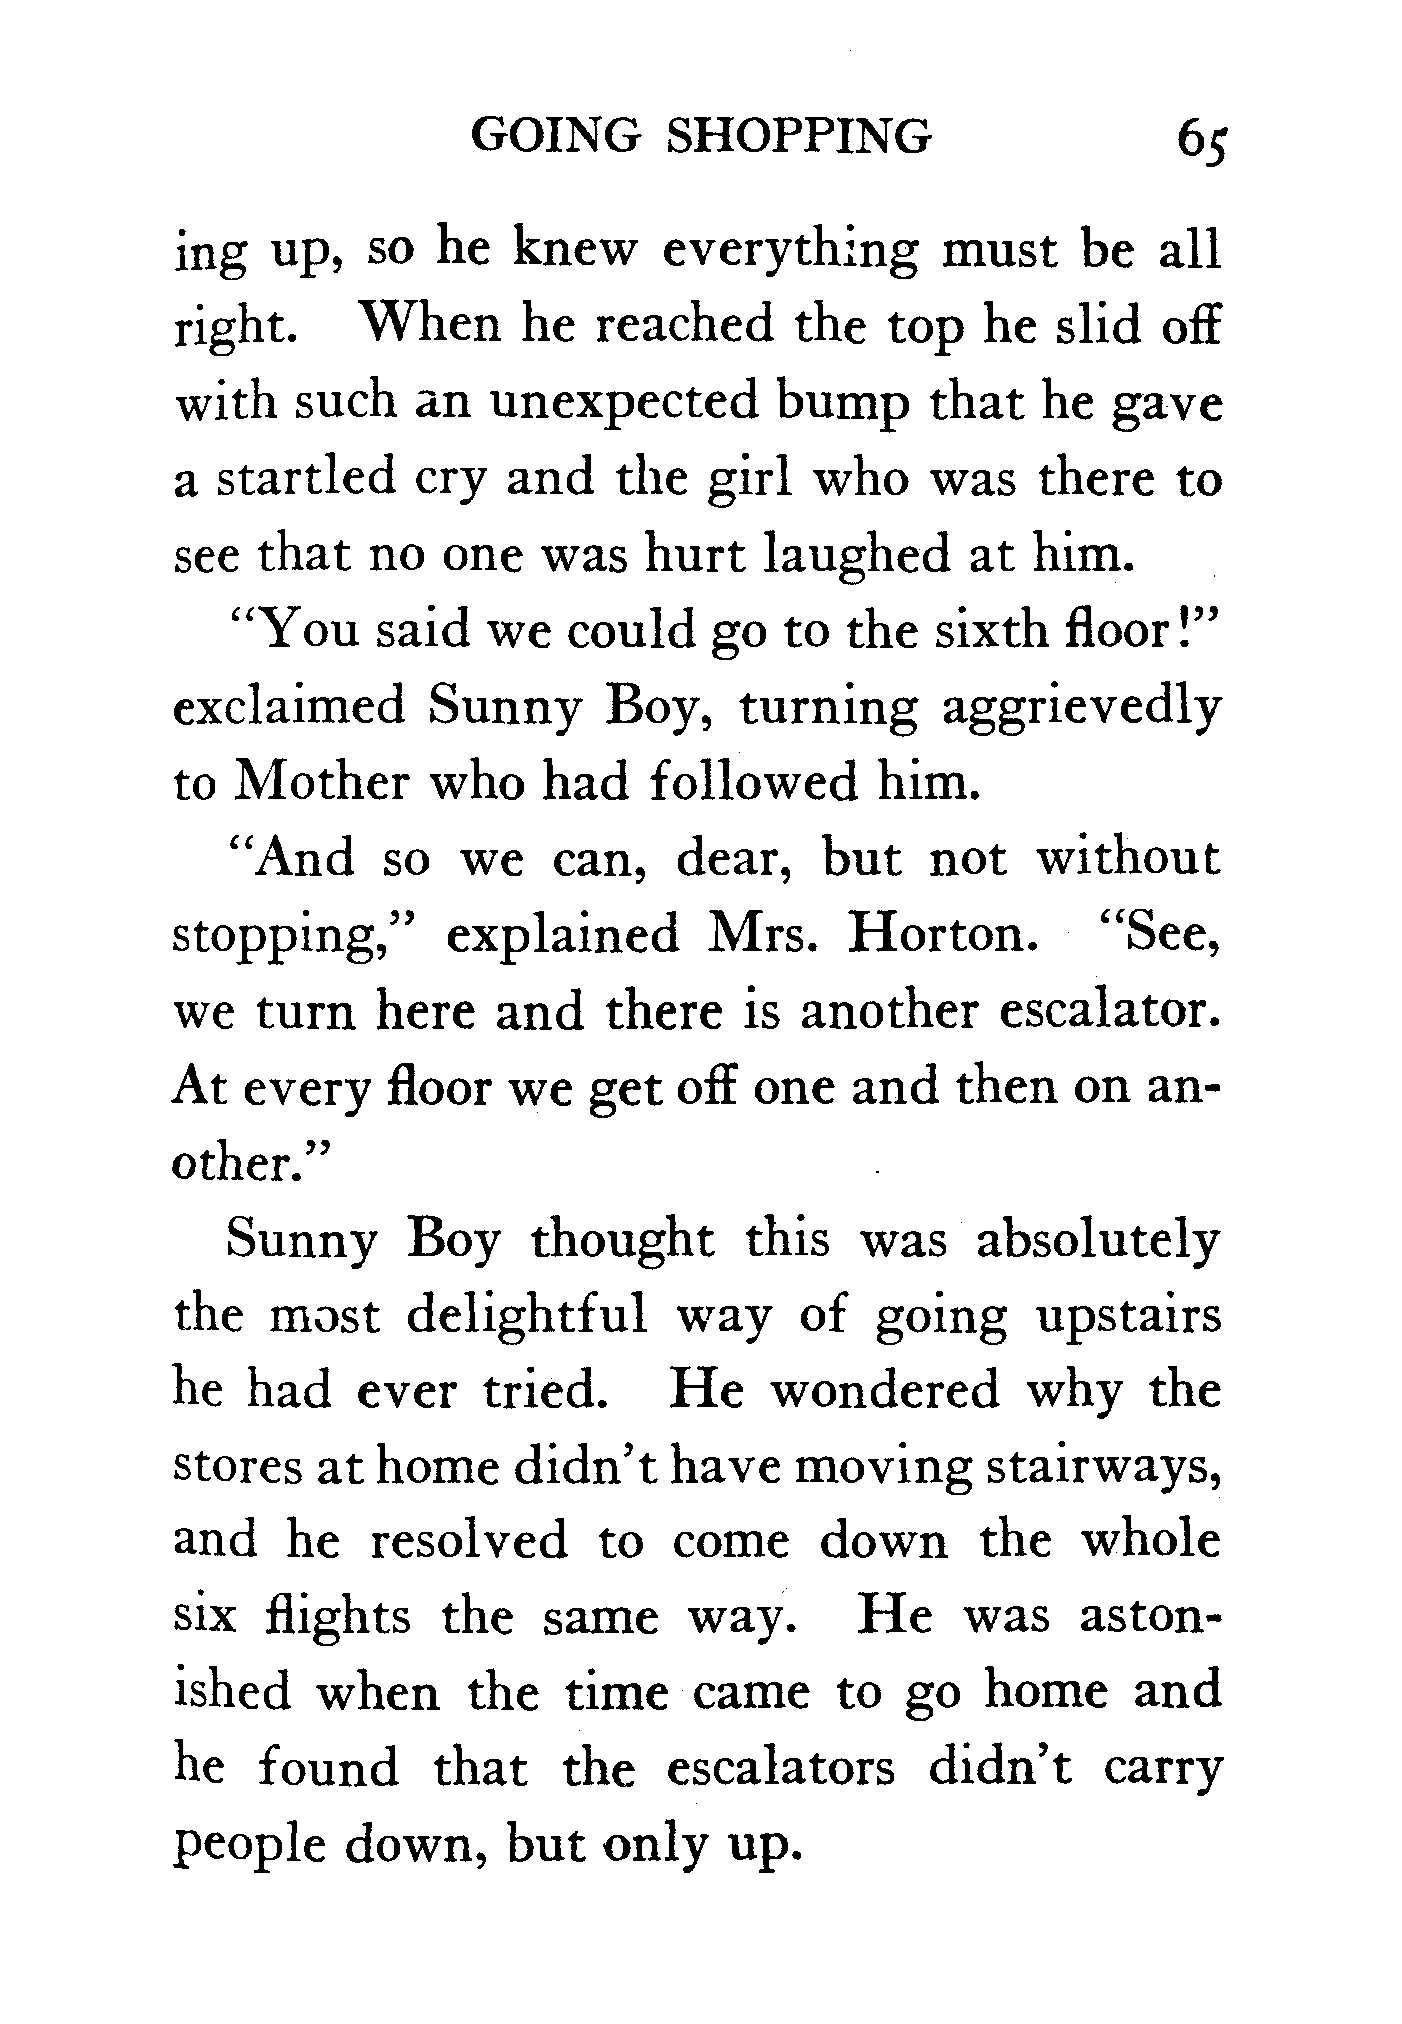 GOING SHOPPING 65
ing up, so he knew everything must be all
right. When he reached the top he slid off
with such an unexpected bump that he gave
a startled cry and the girl who was there to
see that no one was hurt laughed at him.
"You said we could go to the sixth floor!"
exclaimed Sunny Boy, turning aggrievedly
to Mother who had followed him.
"And so we can, dear, but not without
stopping," explained Mrs. Horton. "See,
we turn here and there is another escalator.
At every floor we get off one and then on an-
other."
Sunny Boy thought this was absolutely
the most delightful way of going upstairs
he had ever tried. He wondered why the
stores at home didn't have moving stairways,
and he resolved to come down the whole
six flights the same way. He was aston-
ished when the time came to go home and
he found that the escalators didn't carry
people down, but only up.